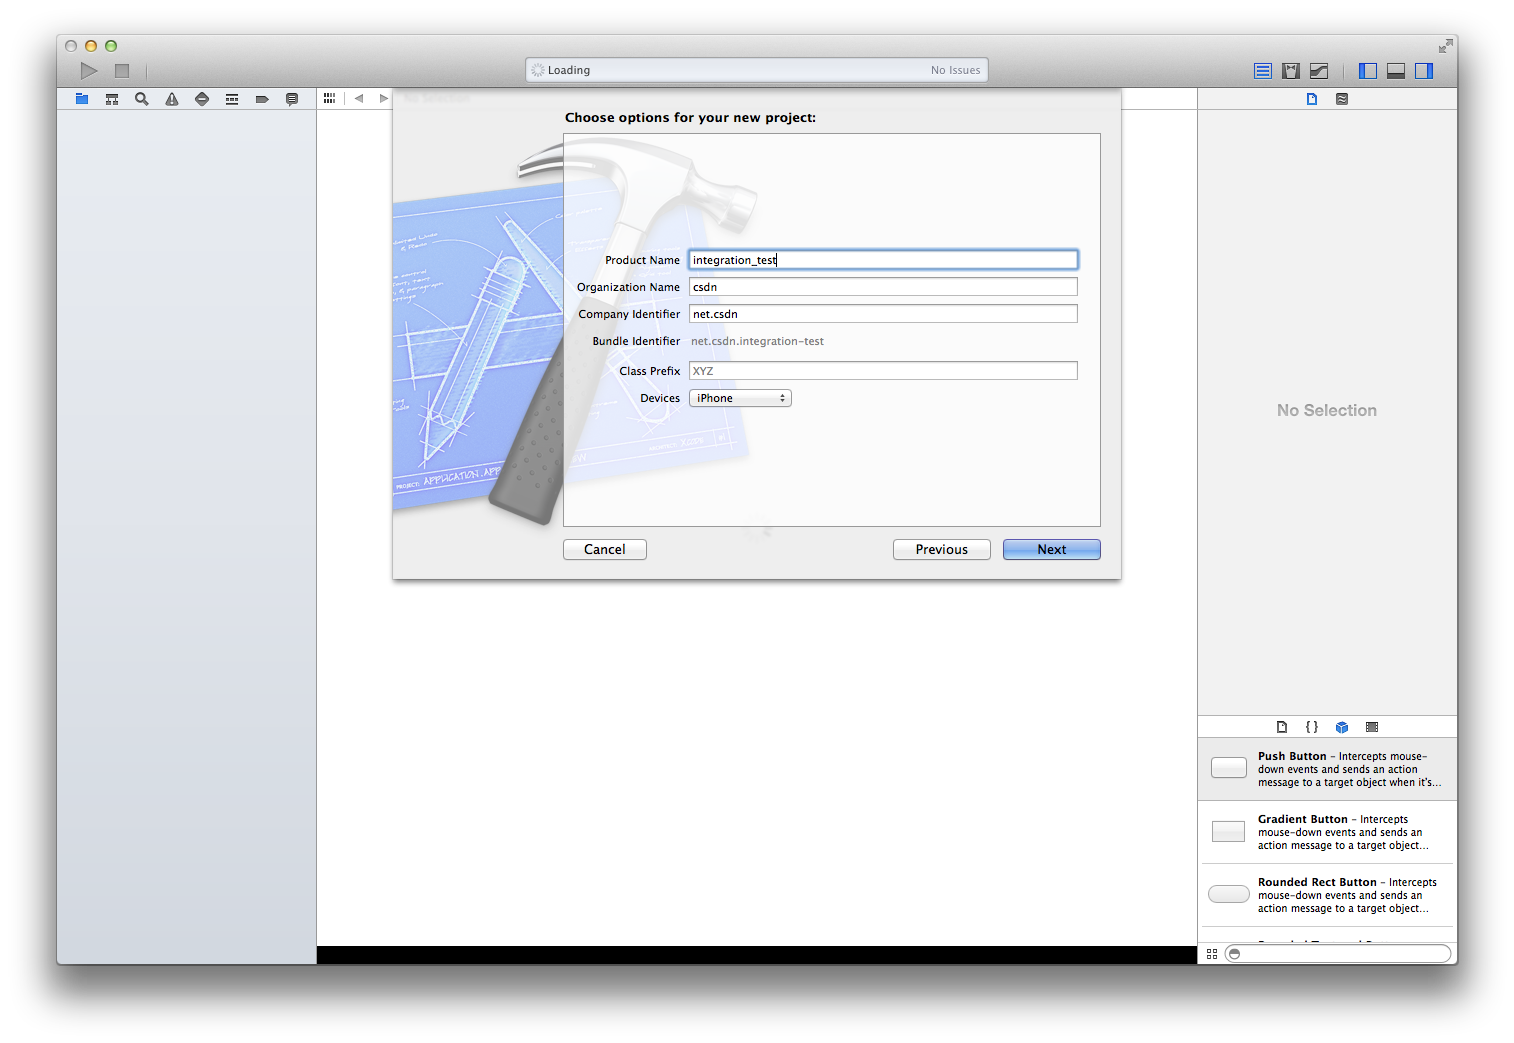 Loading
No Issues
No Selection
Choose options for your new project:
Product Name
integration_test
Organization Name
csdn
Company Identifier
net.csdn
Bundle Identifier
net.csdn.integration-test
Class Prefix
XYZ
Devices
iPhone
PROJECT: APPLICATION.APP
Cancel
Previous
Next
No Selection
{ }
Push Button - Intercepts mouse-
down events and sends an action
message to a target object when it's...
Gradient Button - Intercepts
mouse-down events and sends an
action message to a target object...
Rounded Rect Button - Intercepts
mouse-down events and sends an
action message to a target object...